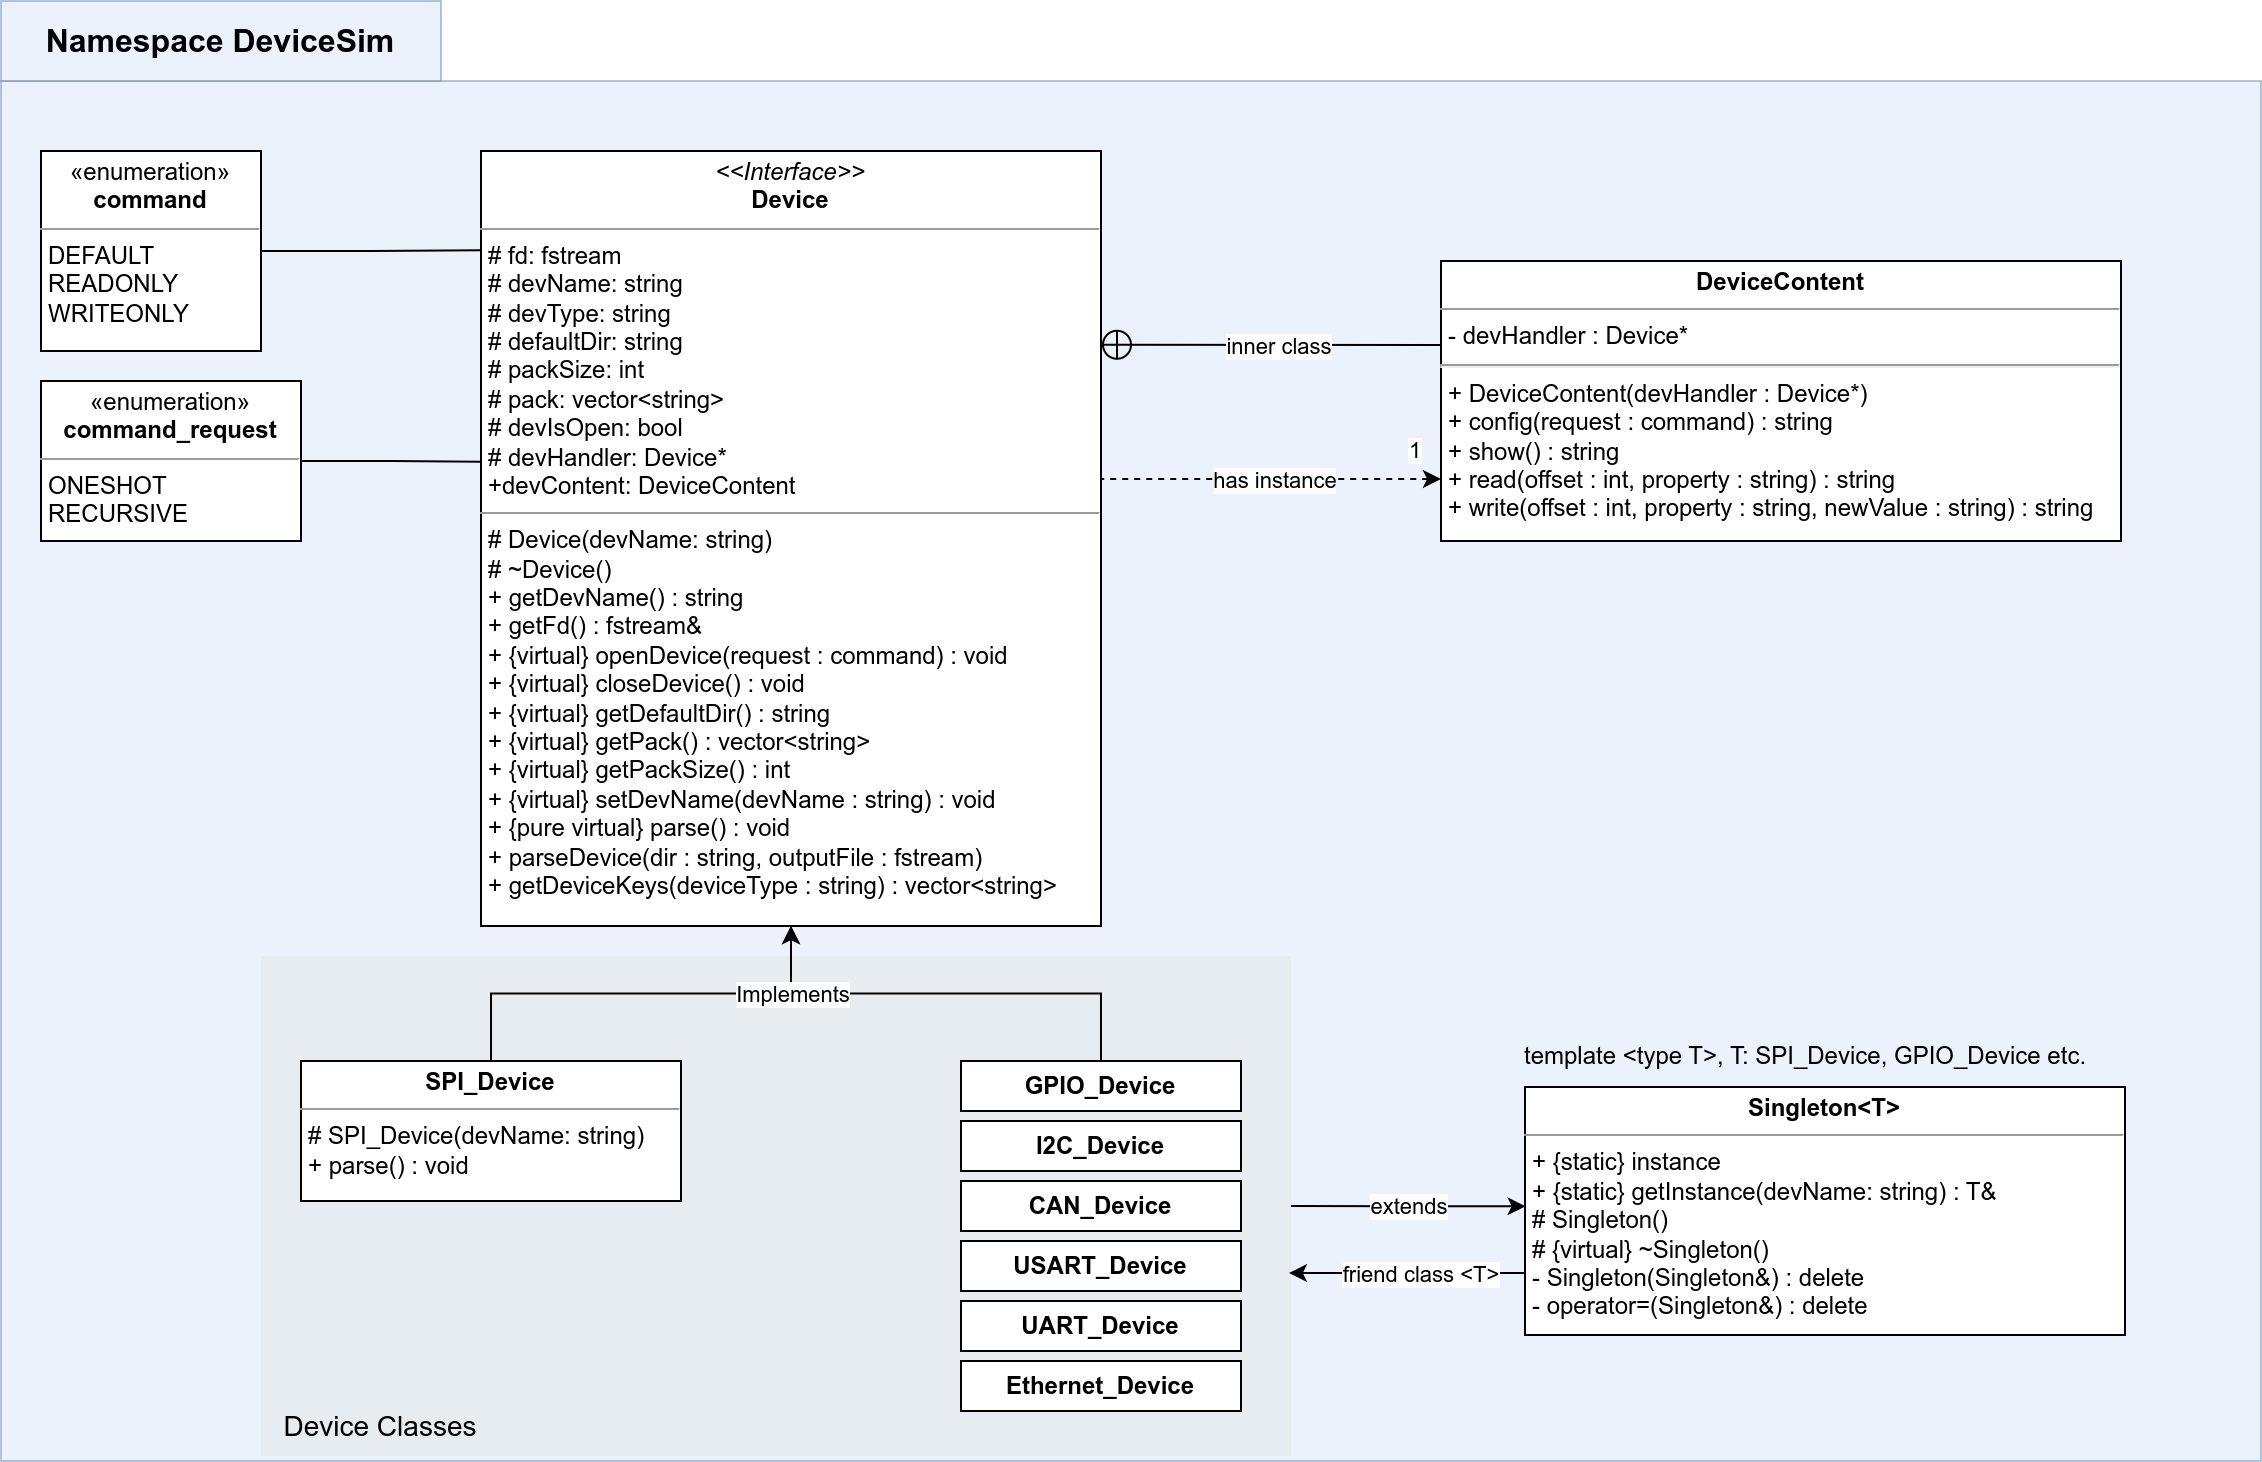 Namespace DeviceSim
«enumeration»
command
DEFAULT
READONLY
WRITEONLY
«enumeration»
command_request
ONESHOT
RECURSIVE
<<Interface>>
Device
# fd: fstream
# devName: string
# devType: string
# defaultDir: string
# packSize: int
# pack: vector<string>
# devIsOpen: bool
# devHandler: Device*
+devContent: DeviceContent
# Device(devName: string)
# ~Device()
+ getDevName() : string
+ getFd() : fstream&
+ {virtual} openDevice(request : command) : void
+ {virtual} closeDevice() : void
+ {virtual} getDefaultDir() : string
+ {virtual} getPack() : vector<string>
+ {virtual} getPackSize() : int
+ {virtual} setDevName(devName : string) : void
+ {pure virtual} parse() : void
+ parseDevice(dir : string, outputFile : fstream)
+ getDeviceKeys(deviceType : string) : vector<string>
inner class
has instance
1
DeviceContent
- devHandler : Device*
+ DeviceContent(devHandler : Device*)
+ config(request : command) : string
+ show() : string
+ read(offset : int, property : string) : string
+ write(offset : int, property : string, newValue : string) : string
Implements
SPI_Device
# SPI_Device(devName: string)
+ parse() : void
GPIO_Device
I2C_Device
CAN_Device
USART_Device
UART_Device
Ethernet_Device
Device Classes
extends
friend class <T>
template <type T>, T: SPI_Device, GPIO_Device etc.
Singleton<T>
+ {static} instance
+ {static} getInstance(devName: string) : T&
# Singleton()
# {virtual} ~Singleton()
- Singleton(Singleton&) : delete
- operator=(Singleton&) : delete